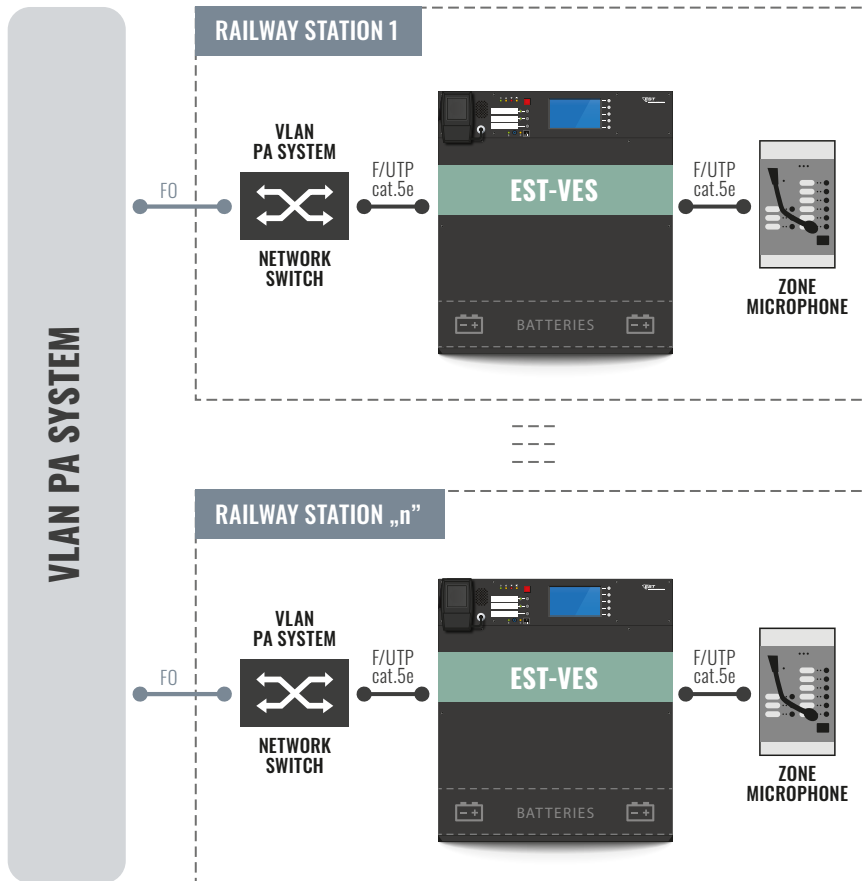 VLAN PA SYSTEM
RAILWAY STATION 1
VLAN
PA SYSTEM
FO
F/UTP
cat.5e
EST-VES
F/UTP
cat.5e
NETWORK
SWITCH
ZONE
MICROPHONE
BATTERIES
RAILWAY STATION „n”
VLAN
PA SYSTEM
FO
F/UTP
cat.5e
EST-VES
F/UTP
cat.5e
NETWORK
SWITCH
ZONE
MICROPHONE
BATTERIES